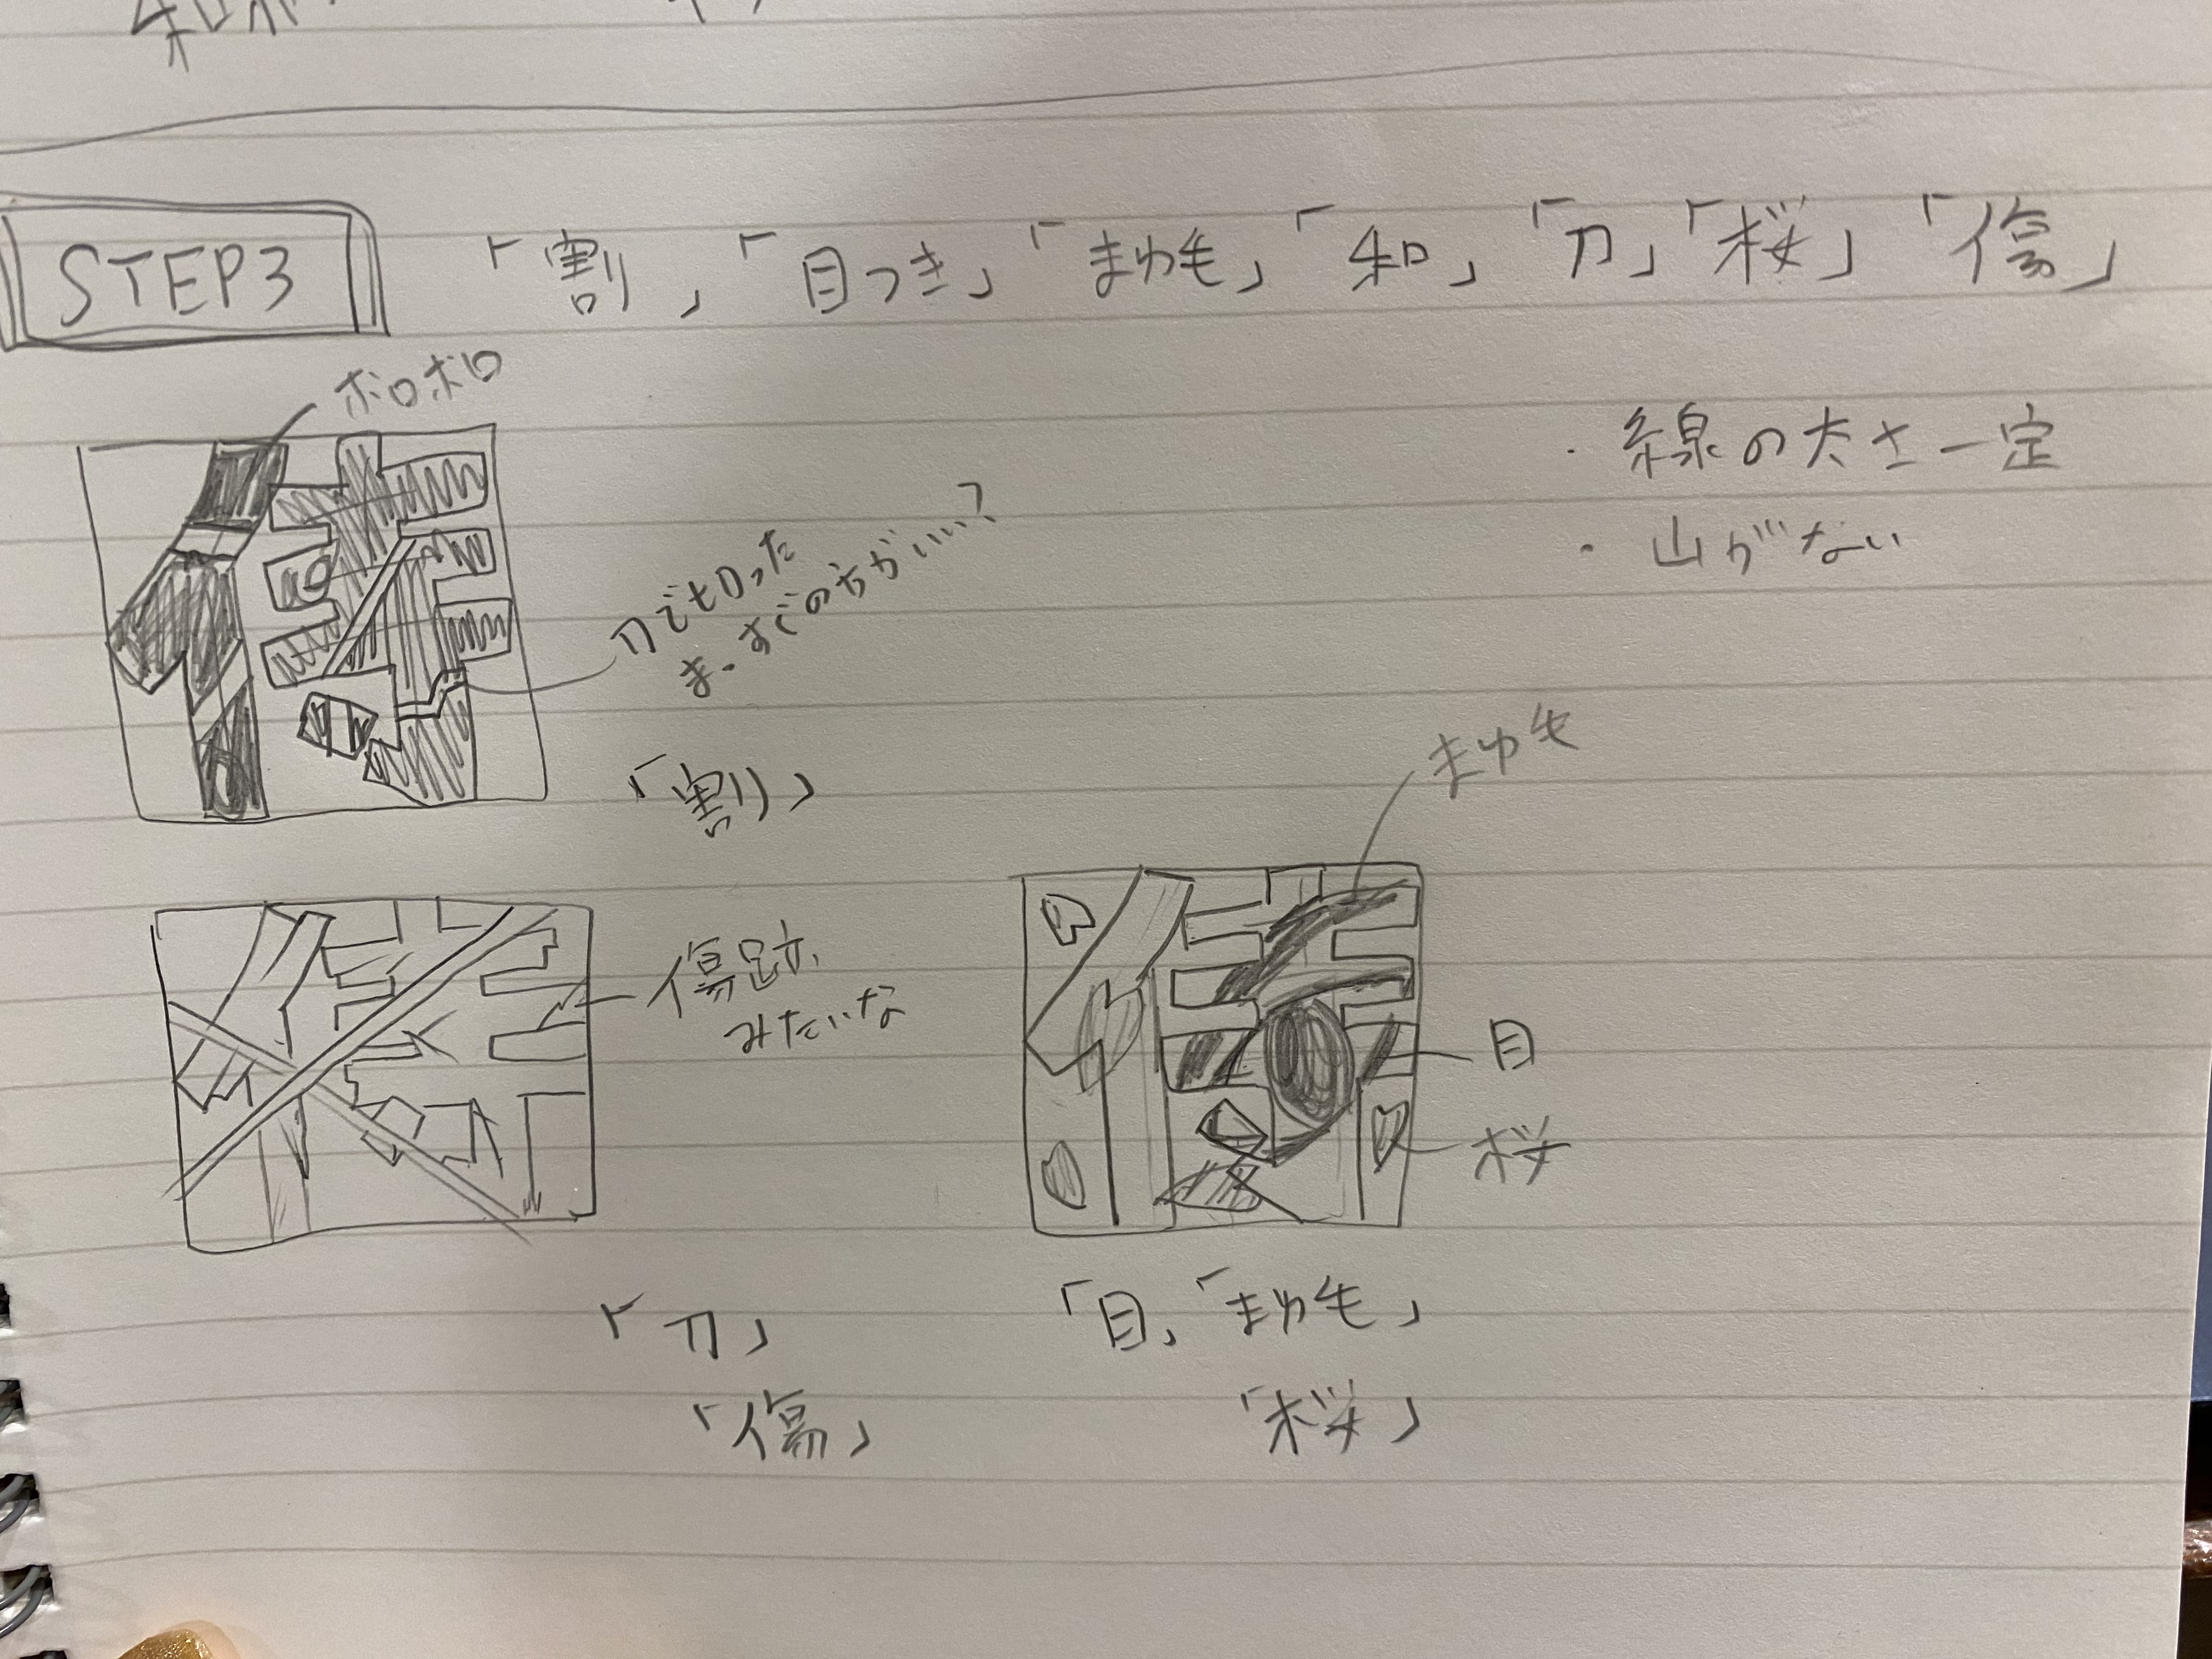 STEP3
「割」「目つき」「まゆ毛」「和」「刀」「桜」「傷」
ボロボロ
・線の太さ一定
・山がない
刀で切った
まっすぐの方がいい?
「割」
まゆ毛
傷跡
みたいな
目
桜
「刀」
「傷」
「目」「まゆ毛」
「桜」